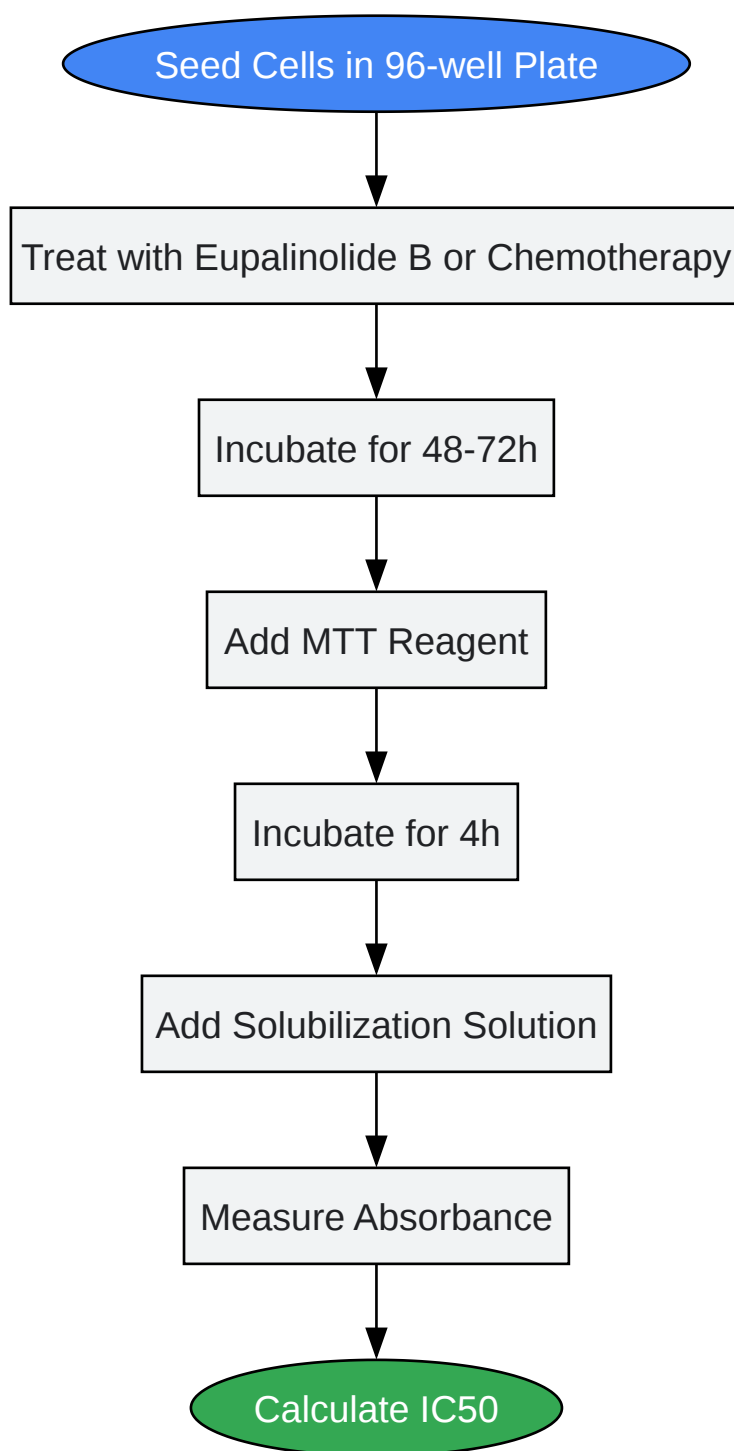 Seed Cells in 96-well Plate
Treat with Eupalinolide B or Chemotherapy
Incubate for 48-72h
Add MTT Reagent
Incubate for 4h
Add Solubilization Solution
Measure Absorbance
Calculate IC50